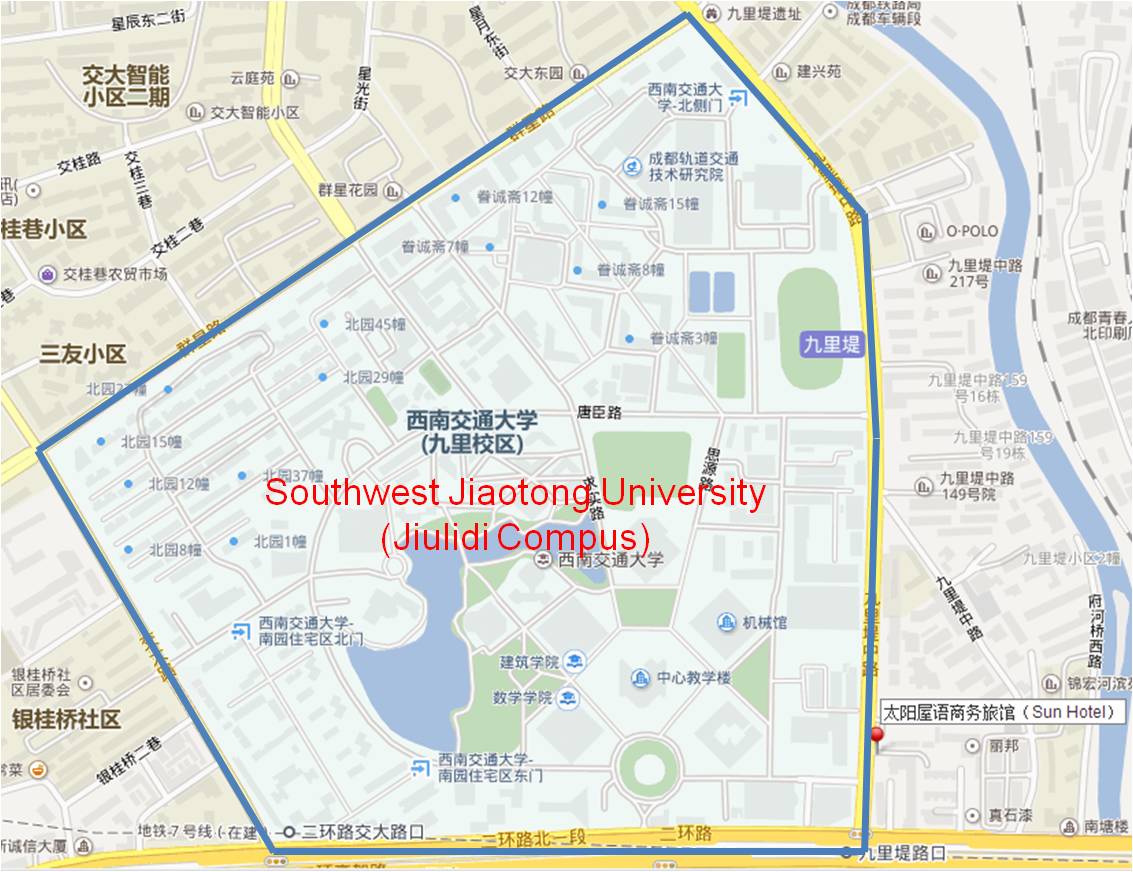 星辰东二街
星月东街
九里堤遗址
成都铁路局
成都车辆段
交大智能
小区二期
云庭苑
星光街
交大东园
建兴苑
交大智能小区
西南交通大
学-北侧门
群星路
成都轨道交通
技术研究院
交桂路
交桂三巷
群星花园
眷诚斋12幢
眷诚斋15幢
桂巷小区
交桂二巷
眷诚斋7幢
O·POLO
交桂巷农贸市场
眷诚斋8幢
九里堤中路
217号
北园45幢
眷诚斋3幢
九里堤
成都青春
北印刷厂
群星路
三友小区
北园29幢
九里堤中路159
号16栋
西南交通大学
(九里校区)
唐臣路
北园15幢
九里堤中路159
号19栋
思源路
北园37幢
北园12幢
Southwest Jiaotong University
(Jiulidi Compus)
求实路
九里堤中路
149号院
北园8幢
北园1幢
西南交通大学
九里堤小区2幢
九里堤中路
府河桥西路
西南交通大学-
南园住宅区北门
机械馆
九里堤中路
银桂桥社
区居委会
建筑学院
数学学院
中心教学楼
锦宏河滨
银桂桥社区
太阳屋语商务旅馆（Sun Hotel）
银桂桥二巷
西南交通大学-
南园住宅区东门
丽邦
真石漆
南塘楼
地铁7号线(在建)
三环路交大路口
二环路北一段
二环路
新诚信大厦
九里堤路口